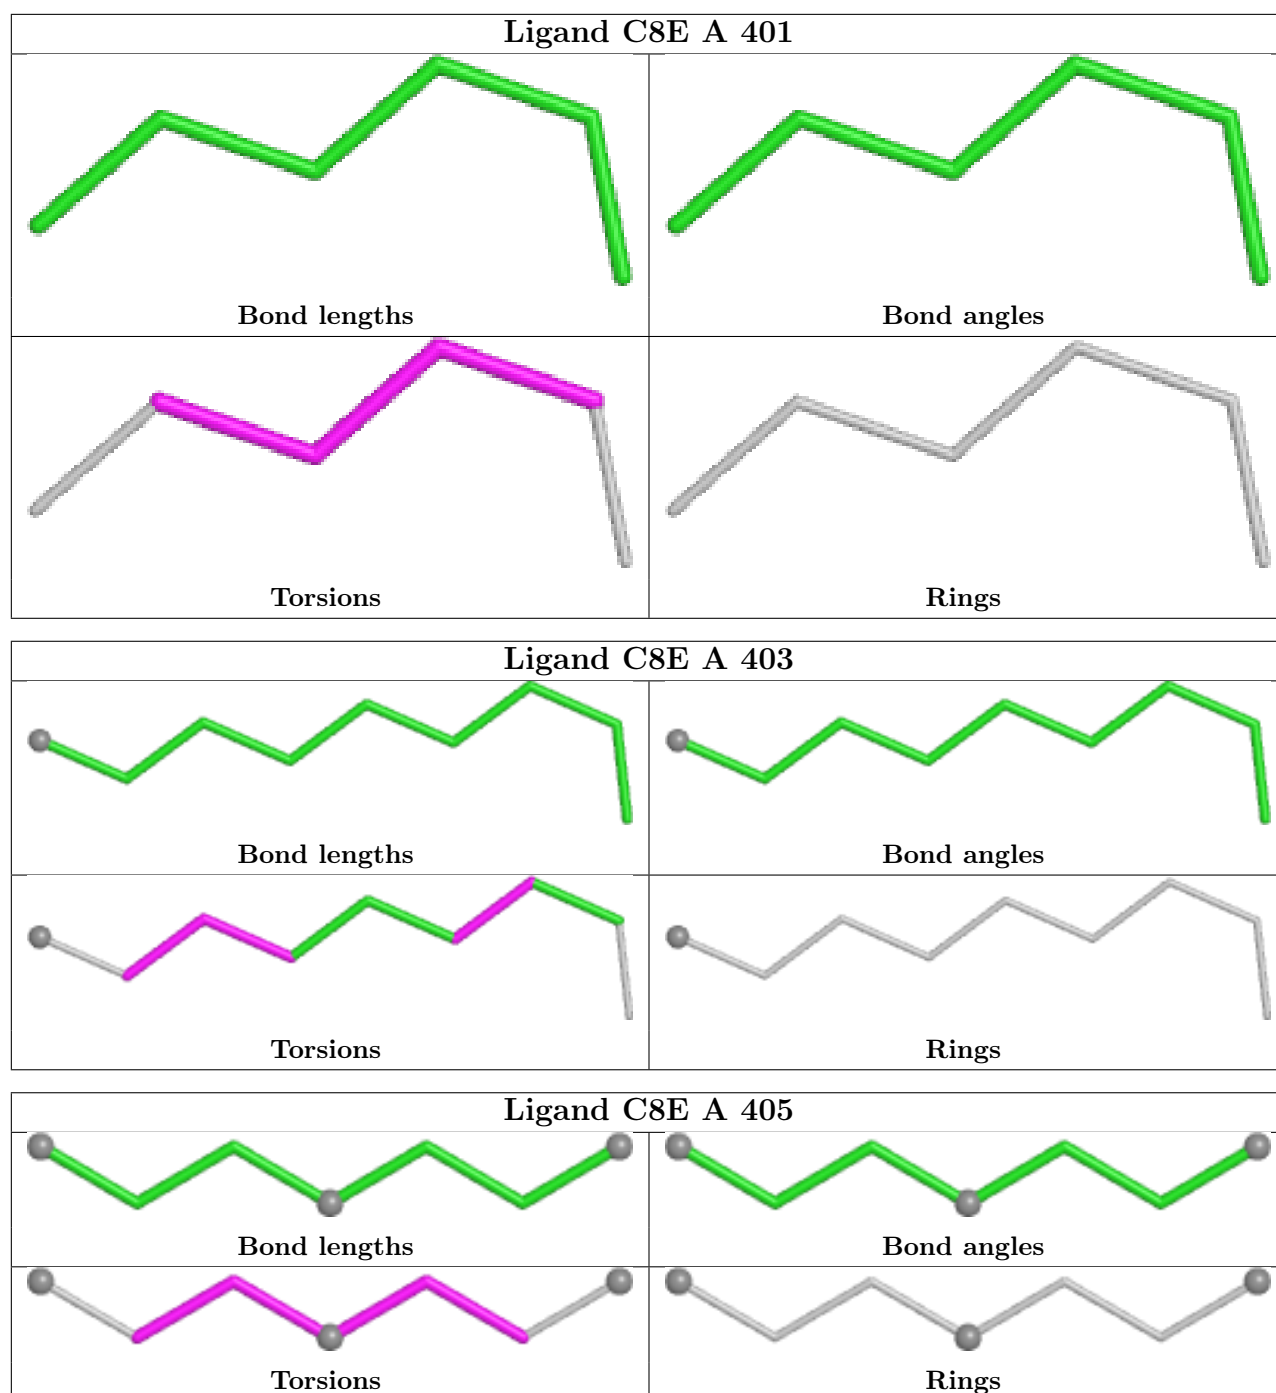 Ligand C8E A 401
Bond lengths
Bond angles
Torsions
Rings
Ligand C8E A 403
Bond lengths
Bond angles
Torsions
Rings
Ligand C8E A 405
Bond lengths
Bond angles
Torsions
Rings